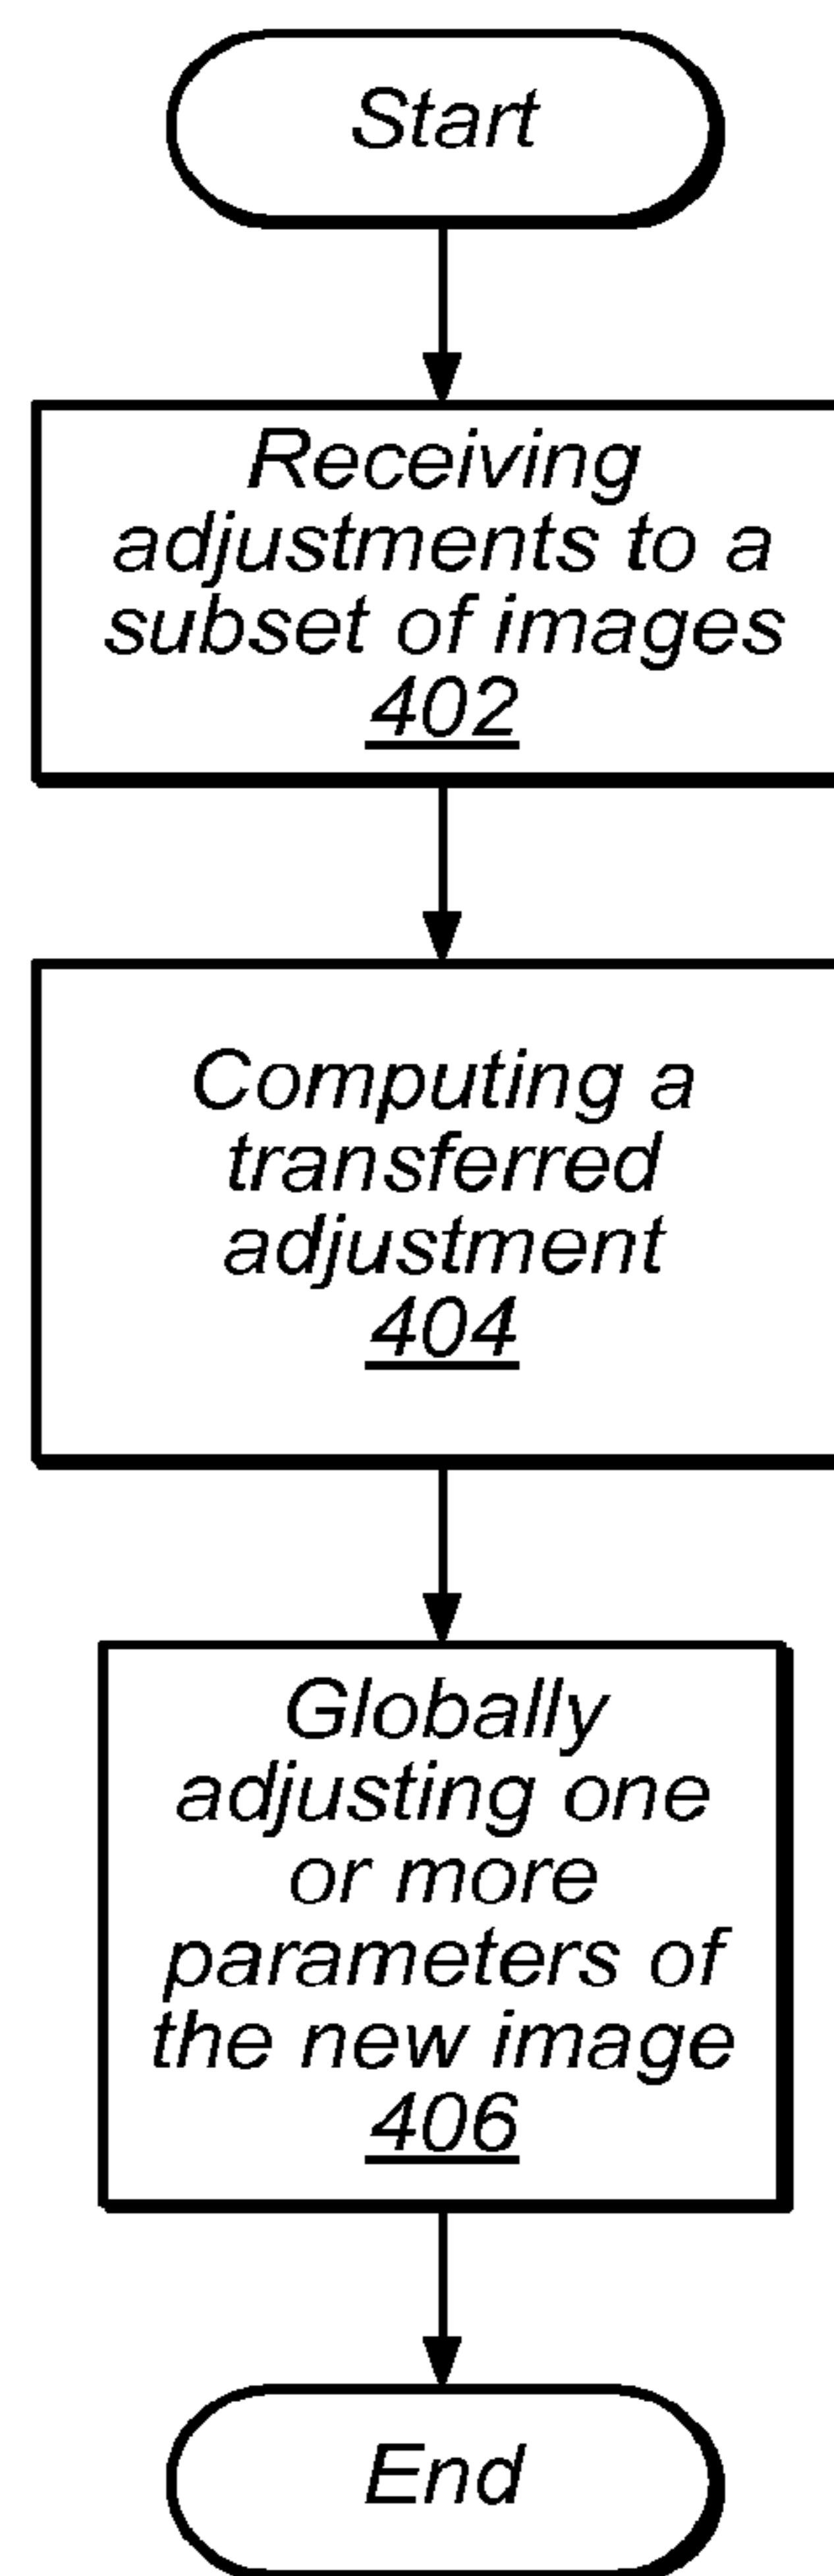 Start
Receiving
adjustments to a
subset of images
402
Computing a
transferred
adjustment
404
Globally
adjusting one
or more
parameters of
the new image
406
End